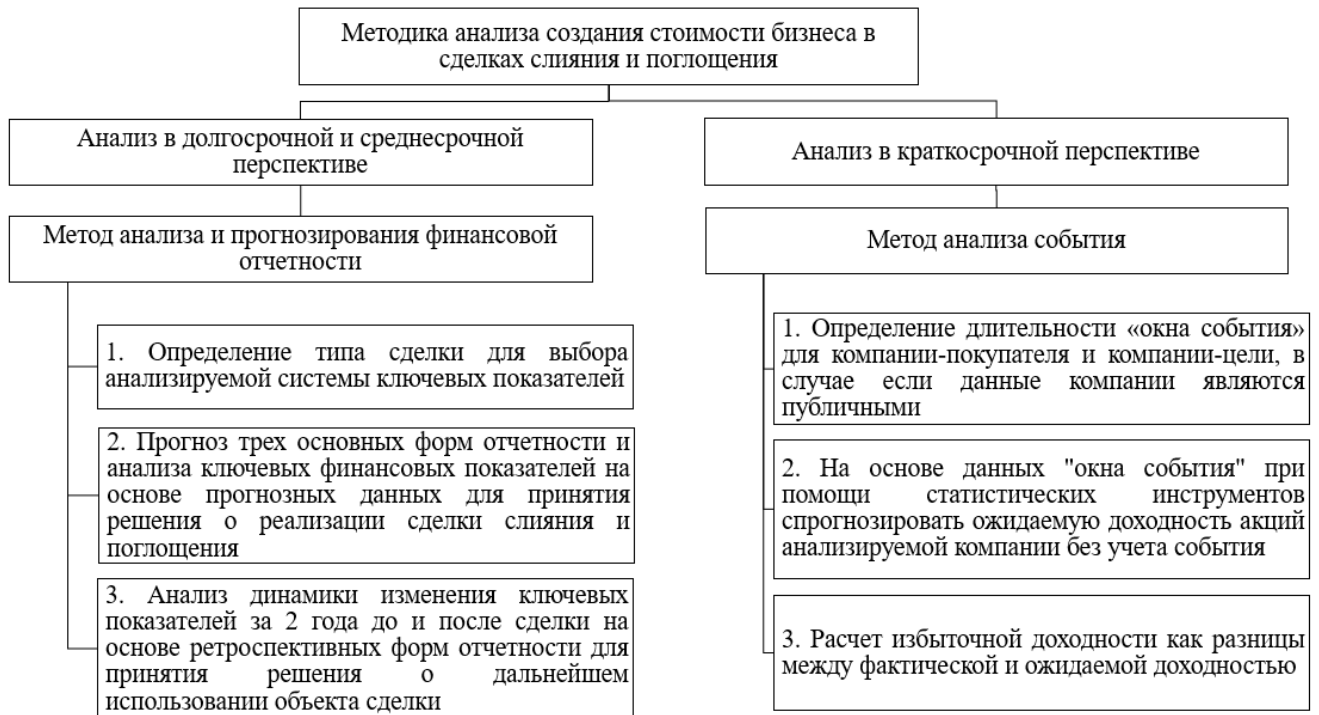 Методика анализа создания стоимости бизнеса в
сделках слияния и поглощения
Анализ в долгосрочной и среднесрочной
перспективе
Метод анализа и прогнозирования финансовой
отчетности
1. Определение типа сделки для выбора
анализируемой системы ключевых показателей
2. Прогноз трех основных форм отчетности и
анализа ключевых финансовых показателей на
основе прогнозных данных для принятия
решения о реализации сделки слияния и
поглощения
3. Анализ динамики изменения ключевых
показателей за 2 года до и после сделки на
основе ретроспективных форм отчетности для
принятия решения о дальнейшем
использовании объекта сделки
Анализ в краткосрочной перспективе
Метод анализа события
1. Определение длительности «окна события»
для компании-покупателя и компании-цели, в
случае если данные компании являются
публичными
2. На основе данных "окна события" при
помощи статистических инструментов
спрогнозировать ожидаемую доходность акций
анализируемой компании без учета события
3. Расчет избыточной доходности как разницы
между фактической и ожидаемой доходностью